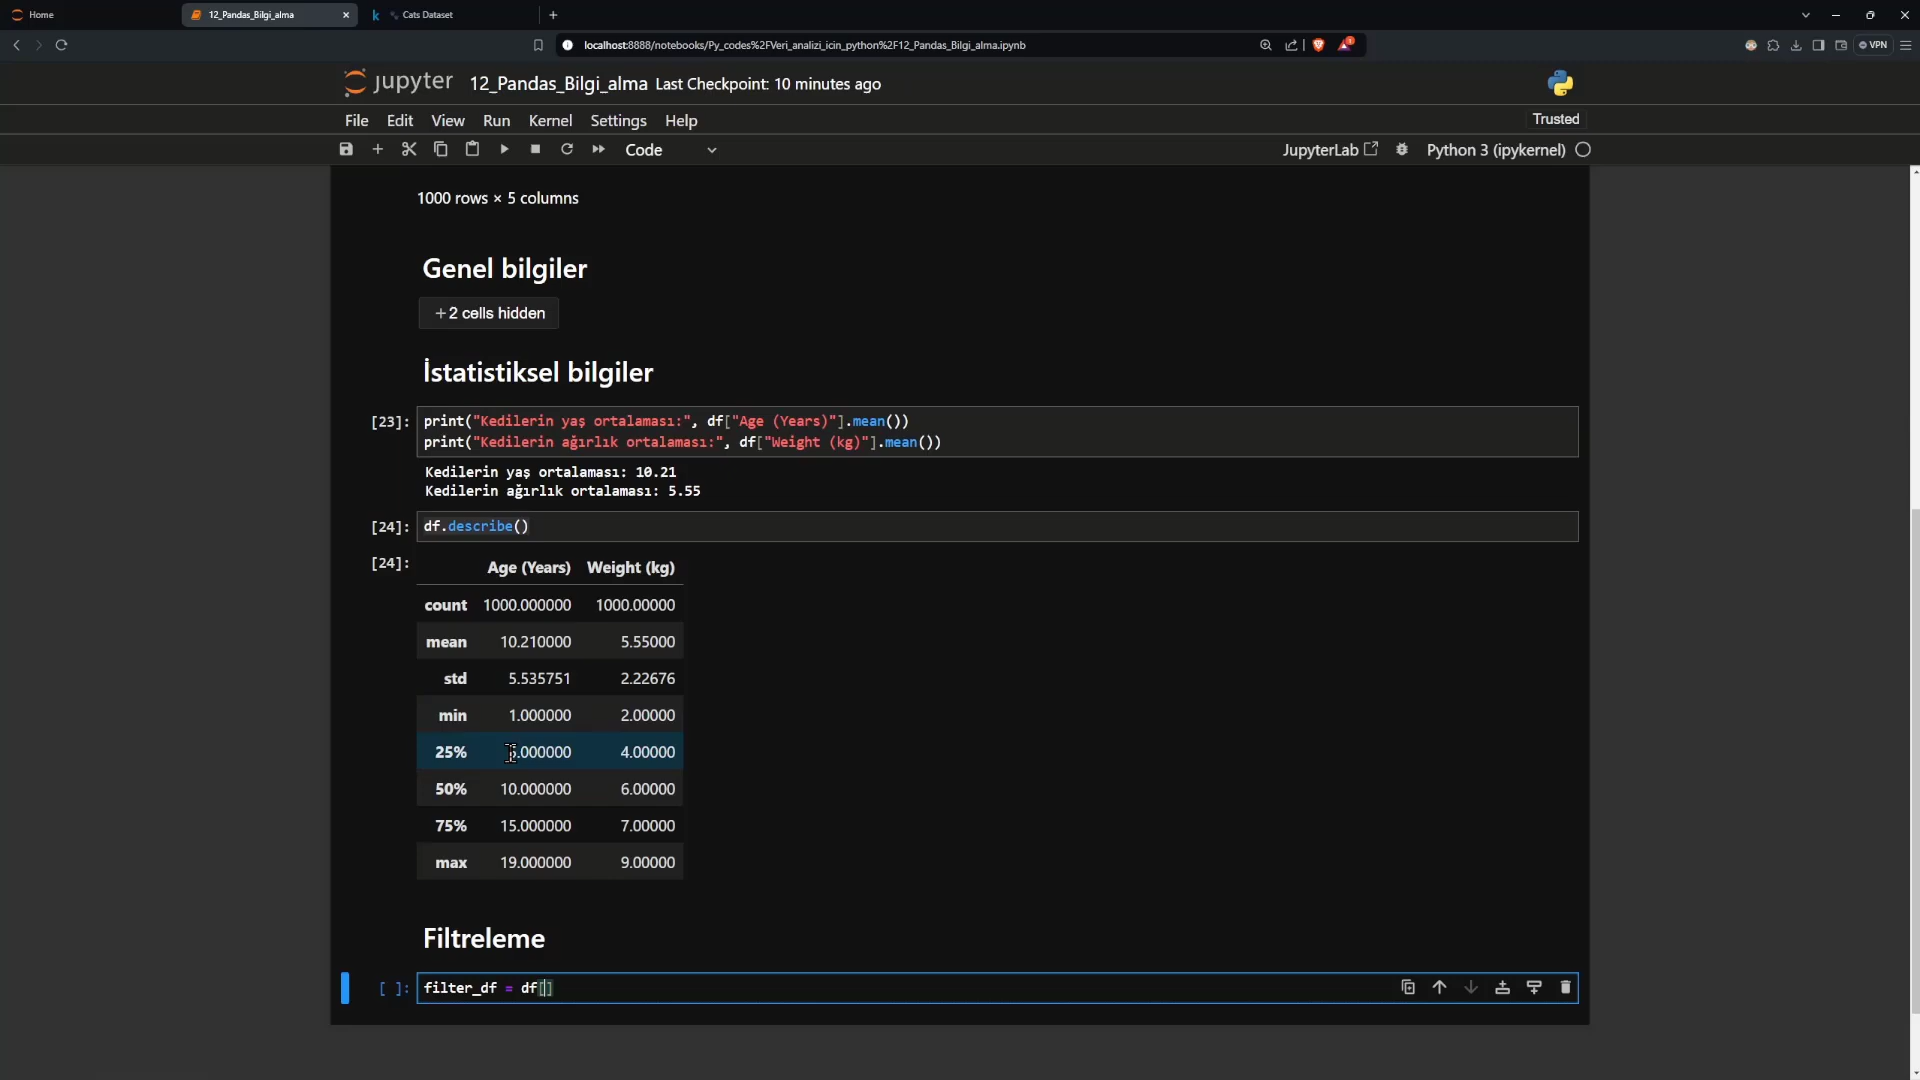 Home
12_Pandas_Bilgi_alma
Cats Dataset
localhost:8888/notebooks/Py_codes%2FVeri_analizi_icin_python%2F12_Pandas_Bilgi_alma.ipynb
VPN
jupyter 12_Pandas_Bilgi_alma Last Checkpoint: 10 minutes ago
File Edit View Run Kernel Settings Help
Trusted
Code
JupyterLab
Python 3 (ipykernel)
1000 rows × 5 columns
Genel bilgiler
+ 2 cells hidden
İstatistiksel bilgiler
[23]: print("Kedilerin yaş ortalaması:", df["Age (Years)"].mean())
print("Kedilerin ağırlık ortalaması:", df["Weight (kg)"].mean())
Kedilerin yaş ortalaması: 10.21
Kedilerin ağırlık ortalaması: 5.55
[24]: df.describe()
[24]:
Age (Years) Weight (kg)
count 1000.000000 1000.00000
mean 10.210000 5.55000
std 5.535751 2.22676
min 1.000000 2.00000
25% .000000 4.00000
50% 10.000000 6.00000
75% 15.000000 7.00000
max 19.000000 9.00000
Filtreleme
[ ]: filter_df = df[]